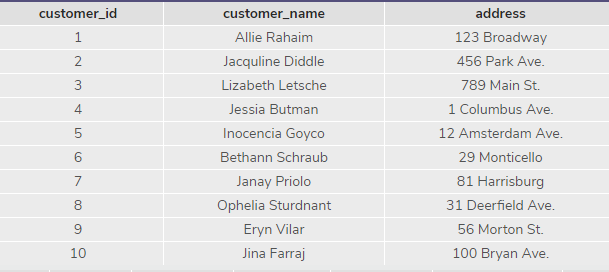 customer_id customer_name address
1 Allie Rahaim 123 Broadway
2 Jacquline Diddle 456 Park Ave.
3 Lizabeth Letsche 789 Main St.
4 Jessia Butman 1 Columbus Ave.
5 Inocencia Goyco 12 Amsterdam Ave.
6 Bethann Schraub 29 Monticello
7 Janay Priolo 81 Harrisburg
8 Ophelia Sturdnant 31 Deerfield Ave.
9 Eryn Vilar 56 Morton St.
10 Jina Farraj 100 Bryan Ave.